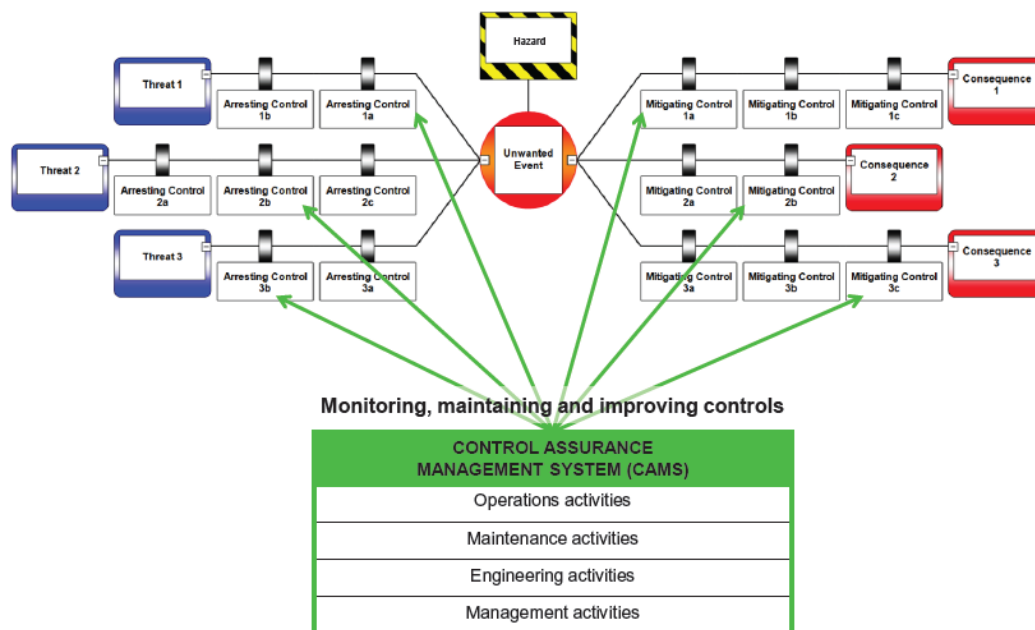 Hazard
Threat 1
Arresting Control
1b
Arresting Control
1a
Mitigating Control
1a
Mitigating Control
1b
Mitigating Control
1c
Consequence
1
Unwanted
Event
Threat 2
Arresting Control
2a
Arresting Control
2b
Arresting Control
2c
Mitigating Control
2a
Mitigating Control
2b
Consequence
2
Threat 3
Arresting Control
3b
Arresting Control
3a
Mitigating Control
3a
Mitigating Control
3b
Mitigating Control
3c
Consequence
3
Monitoring, maintaining and improving controls
CONTROL ASSURANCE
MANAGEMENT SYSTEM (CAMS)
Operations activities
Maintenance activities
Engineering activities
Management activities